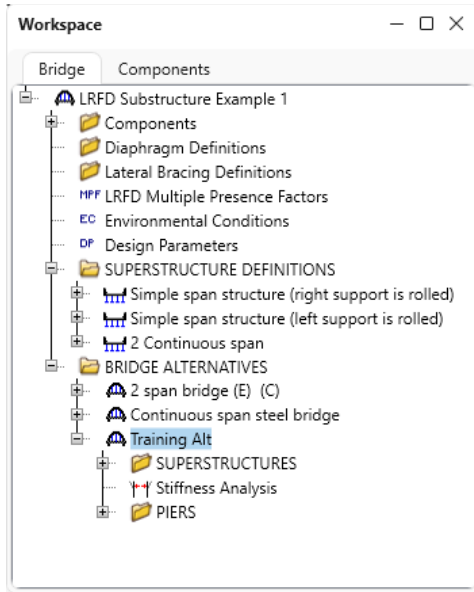 Workspace
Bridge Components
LRFD Substructure Example 1
Components
Diaphragm Definitions
Lateral Bracing Definitions
MPF LRFD Multiple Presence Factors
EC Environmental Conditions
DP Design Parameters
SUPERSTRUCTURE DEFINITIONS
Simple span structure (right support is rolled)
Simple span structure (left support is rolled)
2 Continuous span
BRIDGE ALTERNATIVES
2 span bridge (E) (C)
Continuous span steel bridge
Training Alt
SUPERSTRUCTURES
Stiffness Analysis
PIERS